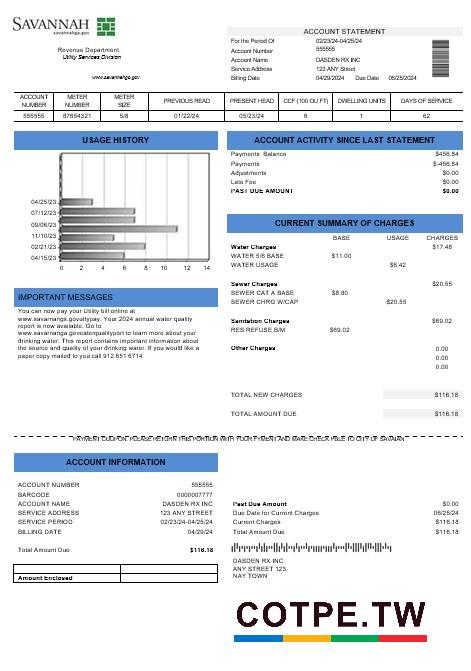 SAVANNAH
savannahga.gov
Revenue Department.
Utility Services Division
www.savannahga.gov
ACCOUNT STATEMENT
For the Period Of 02/23/24-04/25/24
Account Number 555555
Account Name DASDEN RX INC
Service Address 123 ANY Street
Billing Date 04/29/2024 Due Date 06/25/2024
ACCOUNT NUMBER METER NUMBER METER SIZE PREVIOUS READ PRESENT HEAD CCF (100 OU FT) DWELLING UNITS DAYS OF SERVICE
555555 87654321 5/8 01/22/24 05/23/24 6 1 62
USAGE HISTORY
04/25/23
07/12/23
09/06/23
11/10/23
02/21/23
04/15/23
0 2 4 6 8 10 12 14
IMPORTANT MESSAGES
You can now pay your Utility bill online at
www.savannahga.govuttypay. Your 2024 annual water quality
report is now available. Go to
www.savarnanga.goveaterqualityport to learn more about your
drinking water. This report contains important information about
the source and quality of your drinking water. If you would like a
paper copy mailed to you call 912.651 6714
ACCOUNT ACTIVITY SINCE LAST STATEMENT
Payments Balance $456.84
Payments $-456.84
Adjustments $0.00
Late Fee $0.00
PAST DUE AMOUNT $0.00
CURRENT SUMMARY OF CHARGES
BASE USAGE CHARGES
Water Charges $17.48
WATER 5/6 BASE $11.00
WATER USAGE $6.42
Sewer Charges $20.55
SEWER CAT A BASE $8.80
SEWER CHRG W/CAP $20.55
Sanitation Charges $69.02
RES REFUSE B/M $69.02
Other Charges 0.00
0.00
0.00
TOTAL NEW CHARGES $116.18
TOTAL AMOUNT DUE $116.18
PAYMENT COUPON. PLEASE RETURN THIS PORTION WITH YOUR PYMENT AND MAKE CHECK PBLE TO CITY OF SAVAIAN
ACCOUNT INFORMATION
ACCOUNT NUMBER 555555
BARCODE 0000007777
ACCOUNT NAME DASDEN RX INC
SERVICE ADDRESS 123 ANY STREET
SERVICE PERIOD 02/23/24-04/25/24
BILLING DATE 04/29/24
Total Amount Due $116.18
Amount Enclosed
Past Due Amount $0.00
Due Date for Current Charges 06/25/24
Current Charges $116.18
Total Amount Due $116.18
DASDEN RX INC
ANY STREET 123
NAY TOWN
COTPE.TW